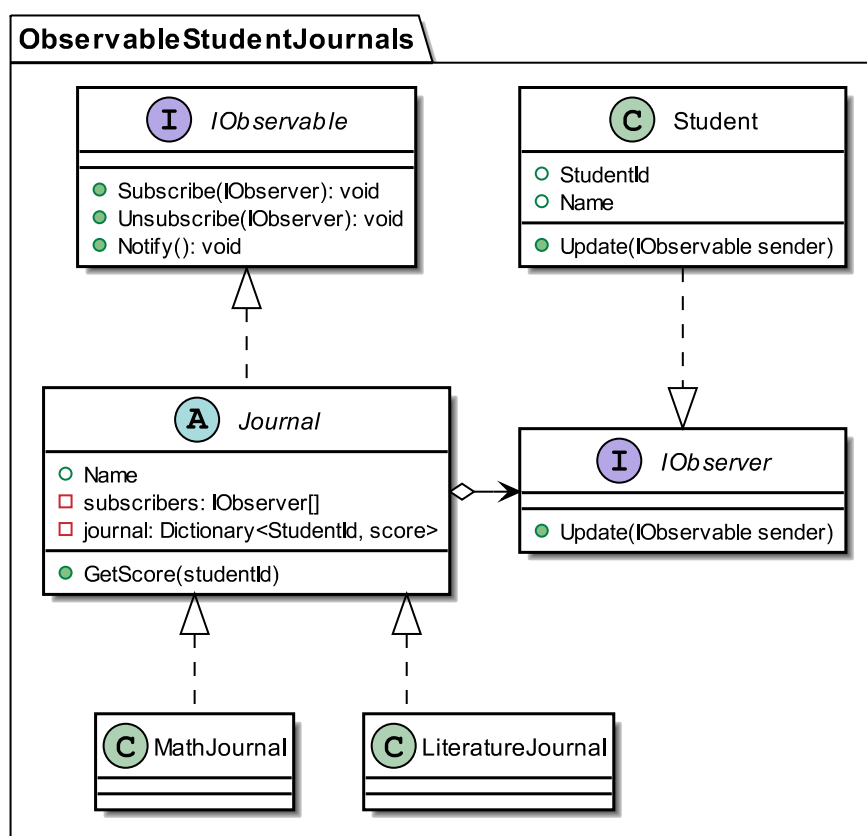 ObservableStudentJournals
I IObservable
Subscribe(IObserver): void
Unsubscribe(IObserver): void
Notify(): void
C Student
StudentId
Name
Update(IObservable sender)
A Journal
Name
subscribers: IObserver[]
journal: Dictionary<StudentId, score>
GetScore(studentId)
I IObserver
Update(IObservable sender)
C MathJournal
C LiteratureJournal